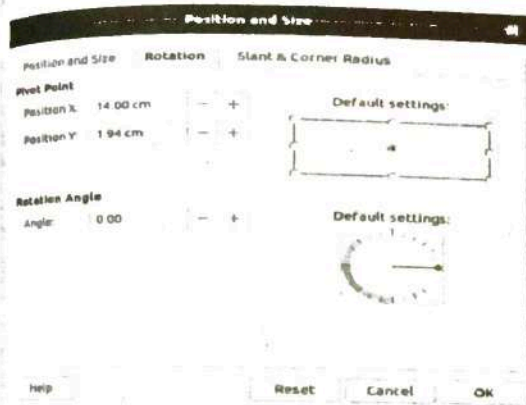 Position and Size
Position and Size Rotation Slant & Corner Radius
Pivot Point
Position X: 14.00 cm - +
Position Y: 1.94 cm - +
Default settings:
Rotation Angle
Angle: 0.00 - +
Default settings:
Help Reset Cancel OK